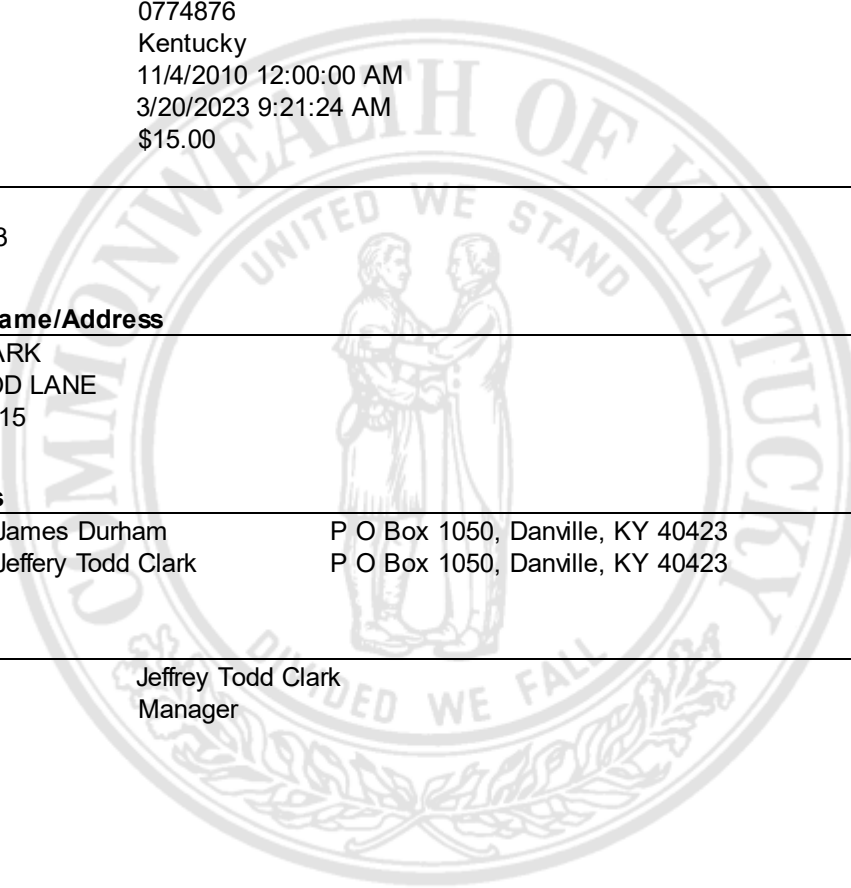 0774876
Kentucky
11/4/2010 12:00:00 AM
3/20/2023 9:21:24 AM
$15.00
COMMONWEALTH OF KENTUCKY
UNITED WE STAND
3
ame/Address
ARK
OD LANE
15
s
James Durham P O Box 1050, Danville, KY 40423
Jeffery Todd Clark P O Box 1050, Danville, KY 40423
DIVIDED WE FALL
Jeffrey Todd Clark
Manager